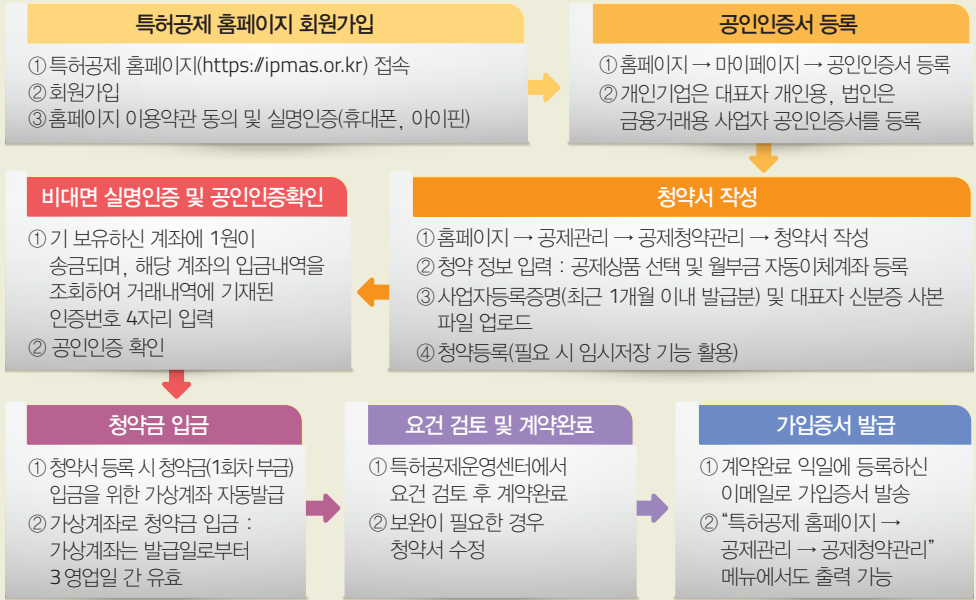 특허공제 홈페이지 회원가입
① 특허공제 홈페이지(https://ipmas.or.kr) 접속
② 회원가입
③ 홈페이지 이용약관 동의 및 실명인증(휴대폰, 아이핀)
공인인증서 등록
① 홈페이지 → 마이페이지 → 공인인증서 등록
② 개인기업은 대표자 개인용, 법인은
금융거래용 사업자 공인인증서를 등록
청약서 작성
① 홈페이지 → 공제관리 → 공제청약관리 → 청약서 작성
② 청약 정보 입력 : 공제상품 선택 및 월부금 자동이체계좌 등록
③ 사업자등록증명(최근 1개월 이내 발급분) 및 대표자 신분증 사본
파일 업로드
④ 청약등록(필요 시 임시저장 기능 활용)
비대면 실명인증 및 공인인증확인
① 기 보유하신 계좌에 1원이
송금되며, 해당 계좌의 입금내역을
조회하여 거래내역에 기재된
인증번호 4자리 입력
② 공인인증 확인
청약금 입금
① 청약서 등록 시 청약금(1회차 부금)
입금을 위한 가상계좌 자동발급
② 가상계좌로 청약금 입금 :
가상계좌는 발급일로부터
3영업일 간 유효
요건 검토 및 계약완료
① 특허공제운영센터에서
요건 검토 후 계약완료
② 보완이 필요한 경우
청약서 수정
가입증서 발급
① 계약완료 익일에 등록하신
이메일로 가입증서 발송
② “특허공제 홈페이지 →
공제관리 → 공제청약관리”
메뉴에서도 출력 가능